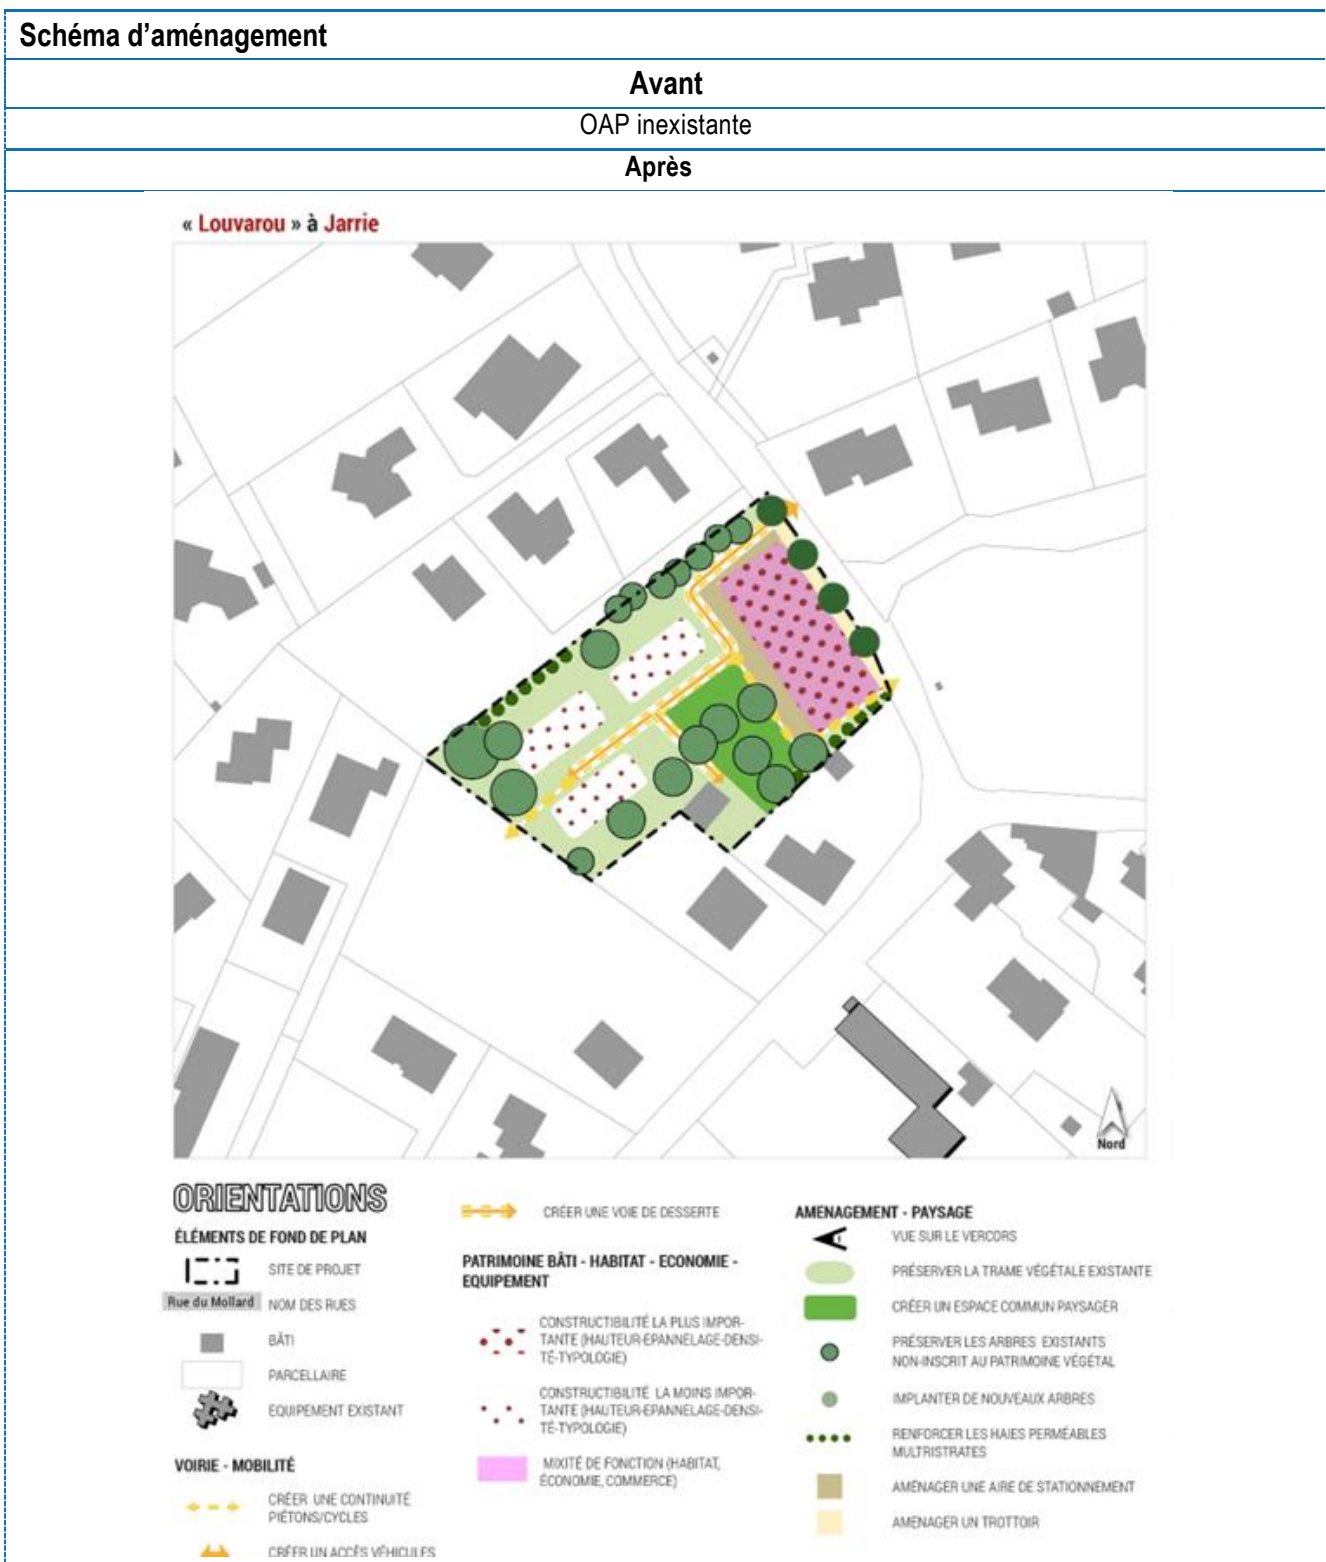 Schéma d’aménagement
Avant
OAP inexistante
Après
« Louvarou » à Jarrie
Nord
ORIENTATIONS
ÉLÉMENTS DE FOND DE PLAN
SITE DE PROJET
Rue du Mollard
NOM DES RUES
BÂTI
PARCELLAIRE
EQUIPEMENT EXISTANT
VOIRIE - MOBILITÉ
CRÉER UNE CONTINUITÉ
PIÉTONS/CYCLES
CRÉER UN ACCÈS VÉHICULES
CRÉER UNE VOIE DE DESSERTE
PATRIMOINE BÂTI - HABITAT - ECONOMIE -
EQUIPEMENT
CONSTRUCTIBILITÉ LA PLUS IMPOR-
TANTE (HAUTEUR-EPANNELAGE-DENSI-
TÉ-TYPOLOGIE)
CONSTRUCTIBILITÉ LA MOINS IMPOR-
TANTE (HAUTEUR-EPANNELAGE-DENSI-
TÉ-TYPOLOGIE)
MIXITÉ DE FONCTION (HABITAT,
ÉCONOMIE, COMMERCE)
AMENAGEMENT - PAYSAGE
VUE SUR LE VERCORS
PRÉSERVER LA TRAME VÉGÉTALE EXISTANTE
CRÉER UN ESPACE COMMUN PAYSAGER
PRÉSERVER LES ARBRES EXISTANTS
NON-INSCRIT AU PATRIMOINE VÉGÉTAL
IMPLANTER DE NOUVEAUX ARBRES
RENFORCER LES HAIES PERMÉABLES
MULTRISTRATES
AMÉNAGER UNE AIRE DE STATIONNEMENT
AMENAGER UN TROTTOIR